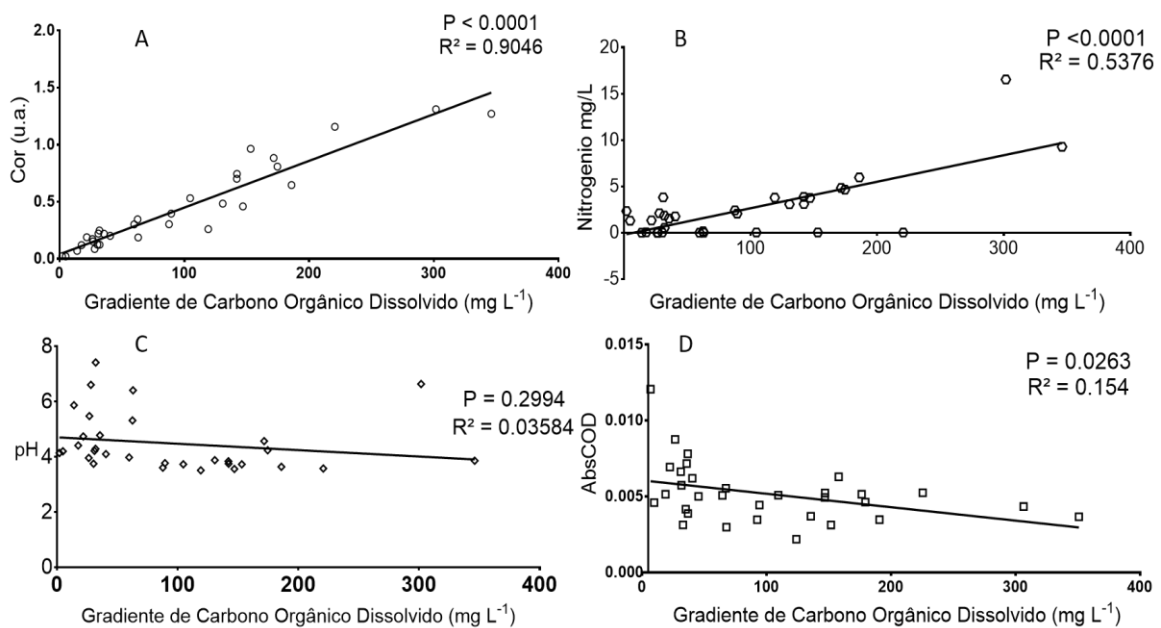 A
P < 0.0001
R² = 0.9046
Cor (u.a.)
2.0
1.5
1.0
0.5
0.0
0 100 200 300 400
Gradiente de Carbono Orgânico Dissolvido (mg L⁻¹)
B
P <0.0001
R² = 0.5376
Nitrogenio mg/L
20
15
10
5
0
-5
100 200 300 400
Gradiente de Carbono Orgânico Dissolvido (mg L⁻¹)
C
P = 0.2994
R² = 0.03584
pH
8
6
4
2
0
0 100 200 300 400
Gradiente de Carbono Orgânico Dissolvido (mg L⁻¹)
D
P = 0.0263
R² = 0.154
AbsCOD
0.015
0.010
0.005
0.000
0 100 200 300 400
Gradiente de Carbono Orgânico Dissolvido (mg L⁻¹)